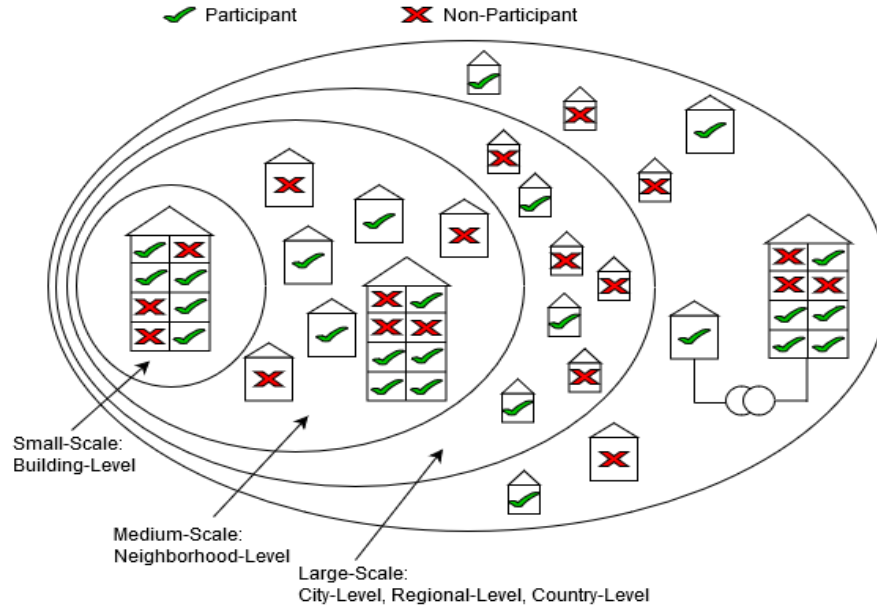 Participant
Non-Participant
Small-Scale:
Building-Level
Medium-Scale:
Neighborhood-Level
Large-Scale:
City-Level, Regional-Level, Country-Level